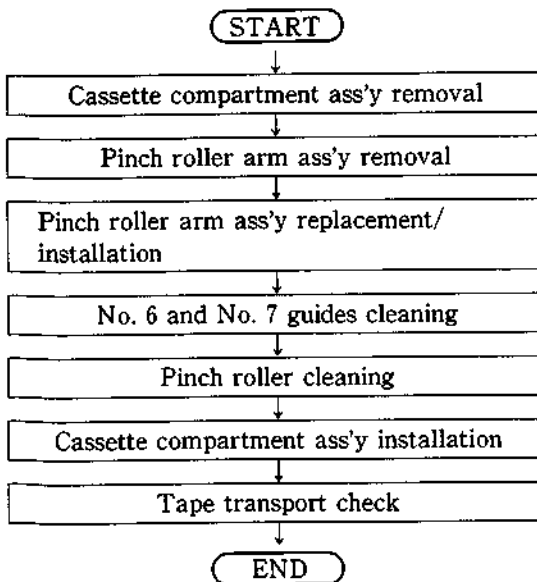 START
Cassette compartment ass'y removal
Pinch roller arm ass'y removal
Pinch roller arm ass'y replacement/
installation
No. 6 and No. 7 guides cleaning
Pinch roller cleaning
Cassette compartment ass'y installation
Tape transport check
END